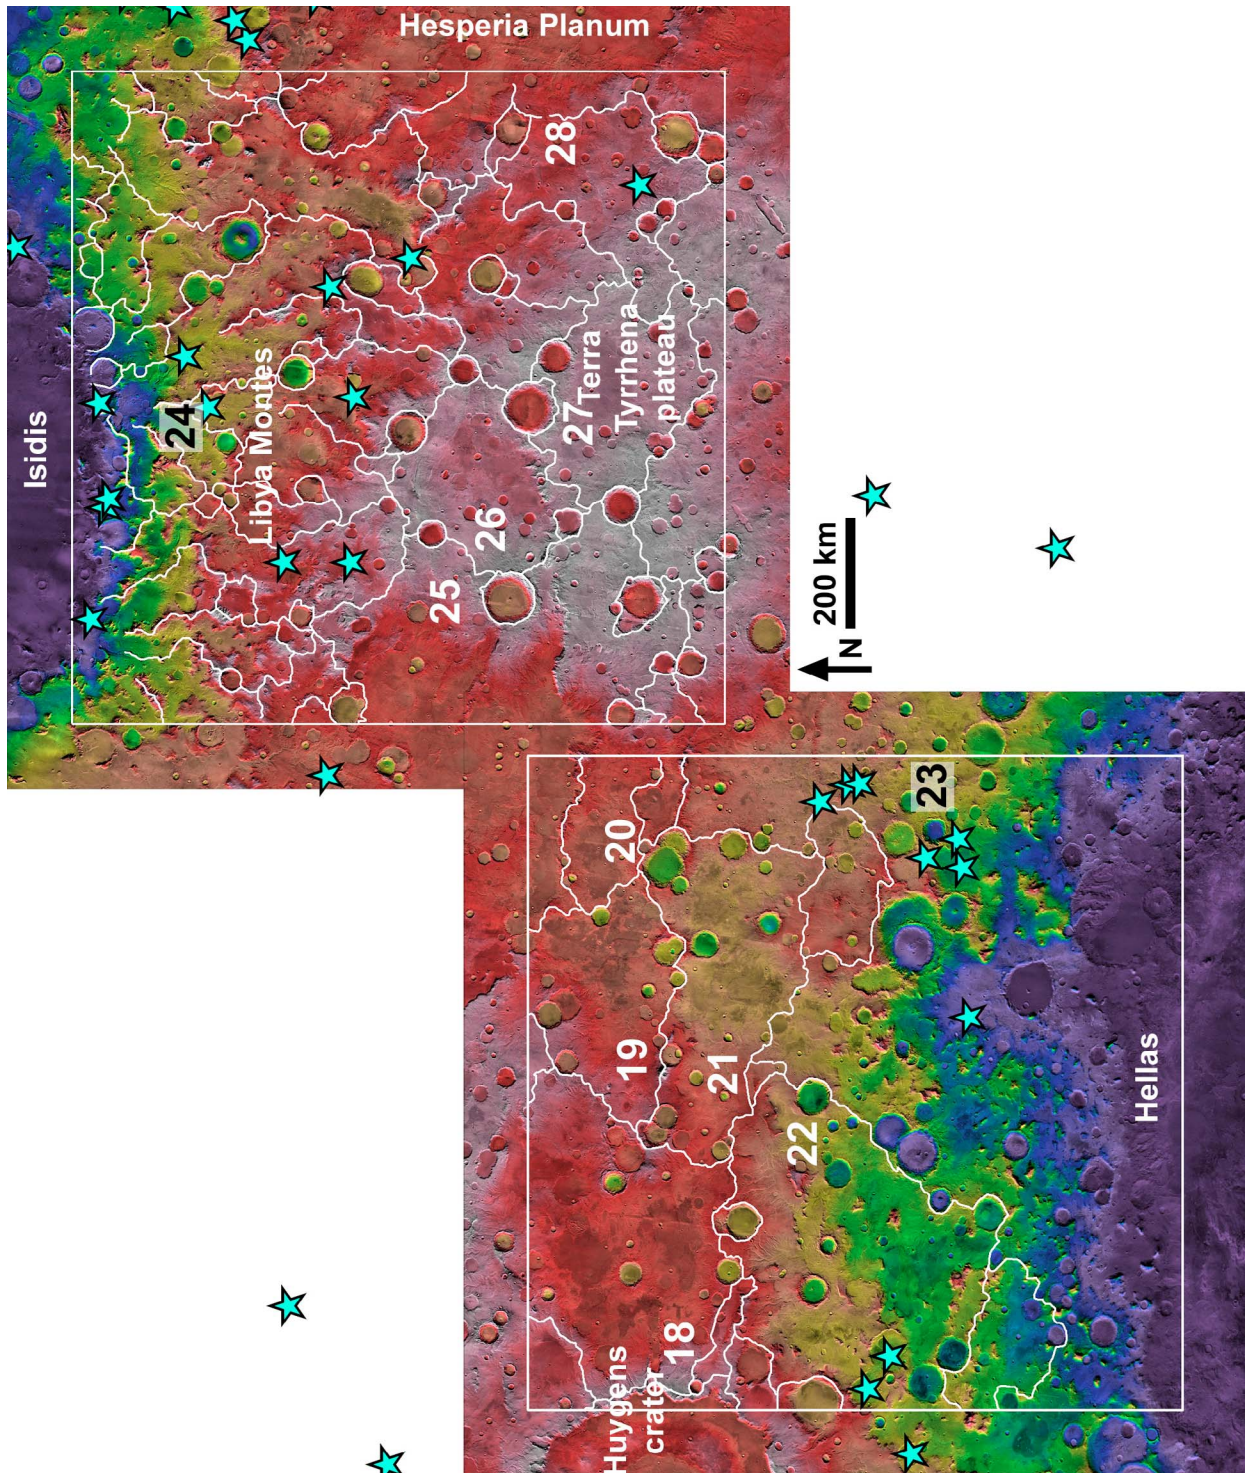 Hesperia Planum
Isidis
24
Libya Montes
28
27
Terra
Tyrrhena
plateau
26
25
200 km
N
20
23
19
21
22
18
Huygens
crater
Hellas